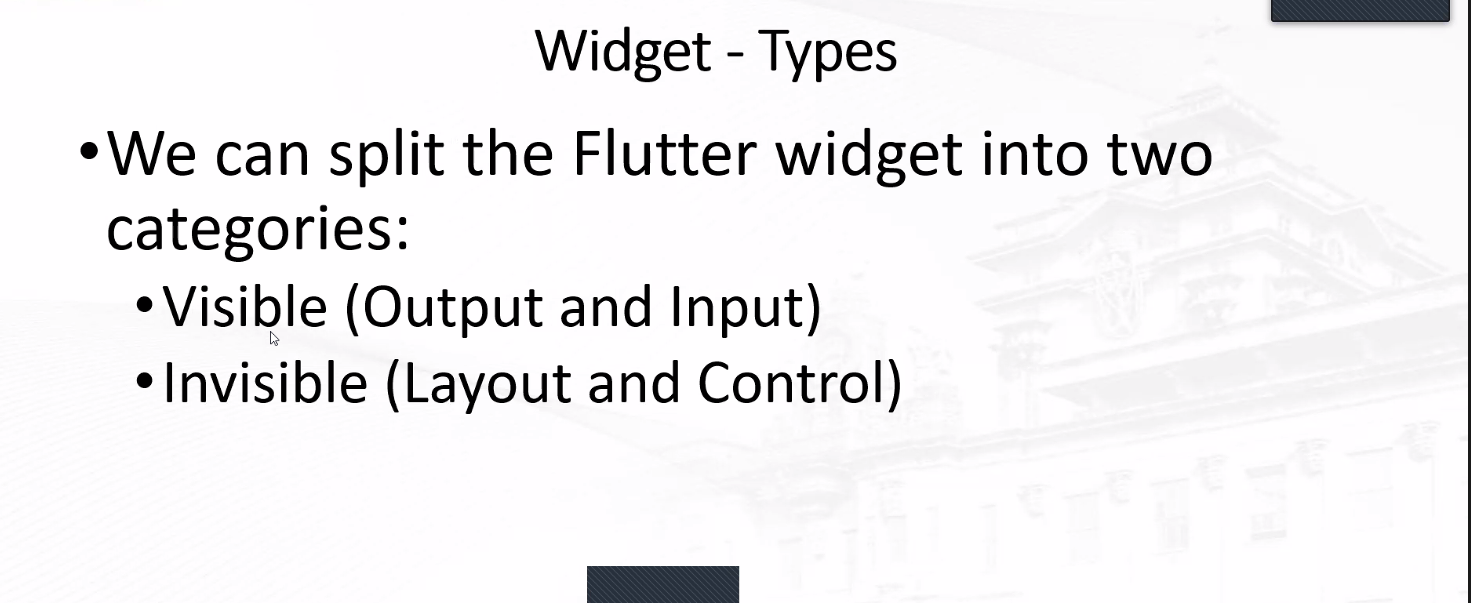 Widget - Types
•We can split the Flutter widget into two
categories:
•Visible (Output and Input)
•Invisible (Layout and Control)